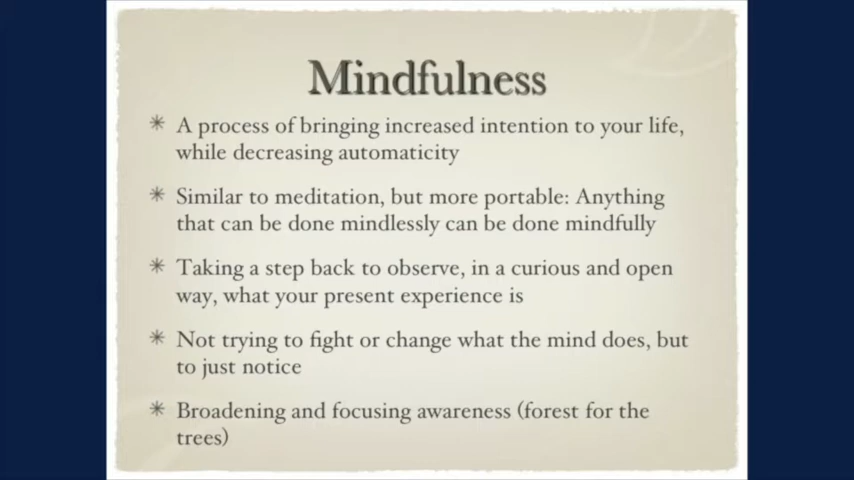 Mindfulness
✴ A process of bringing increased intention to your life,
while decreasing automaticity
✴ Similar to meditation, but more portable: Anything
that can be done mindlessly can be done mindfully
✴ Taking a step back to observe, in a curious and open
way, what your present experience is
✴ Not trying to fight or change what the mind does, but
to just notice
✴ Broadening and focusing awareness (forest for the
trees)